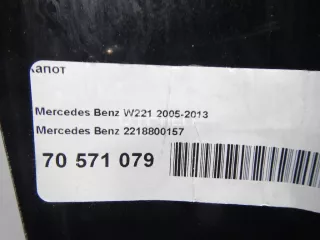 капот
Mercedes Benz W221 2005-2013
Mercedes Benz 2218800157
70 571 079